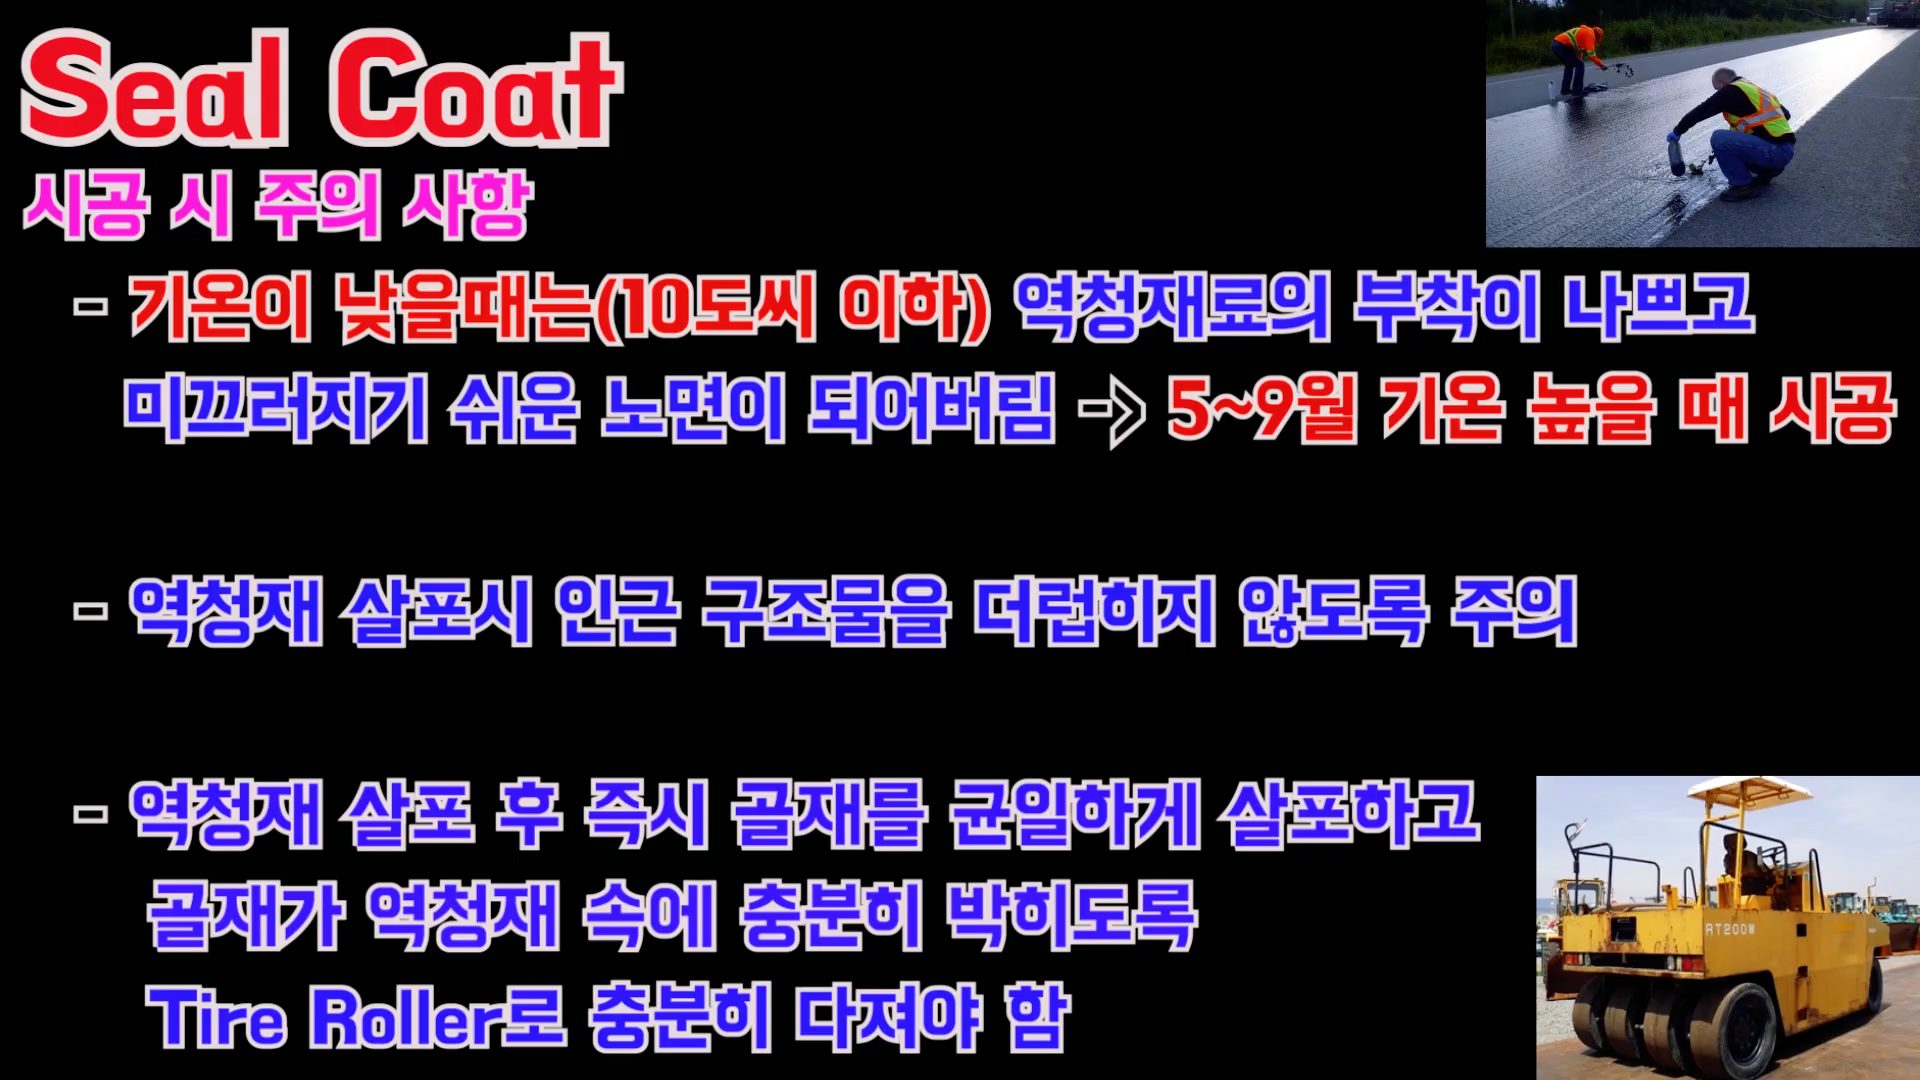 Seal Coat
시공 시 주의 사항
- 기온이 낮을때는(10도씨 이하) 역청재료의 부착이 나쁘고
미끄러지기 쉬운 노면이 되어버림 -> 5~9월 기온 높을 때 시공
- 역청재 살포시 인근 구조물을 더럽히지 않도록 주의
- 역청재 살포 후 즉시 골재를 균일하게 살포하고
골재가 역청재 속에 충분히 박히도록
Tire Roller로 충분히 다져야 함
RT200W